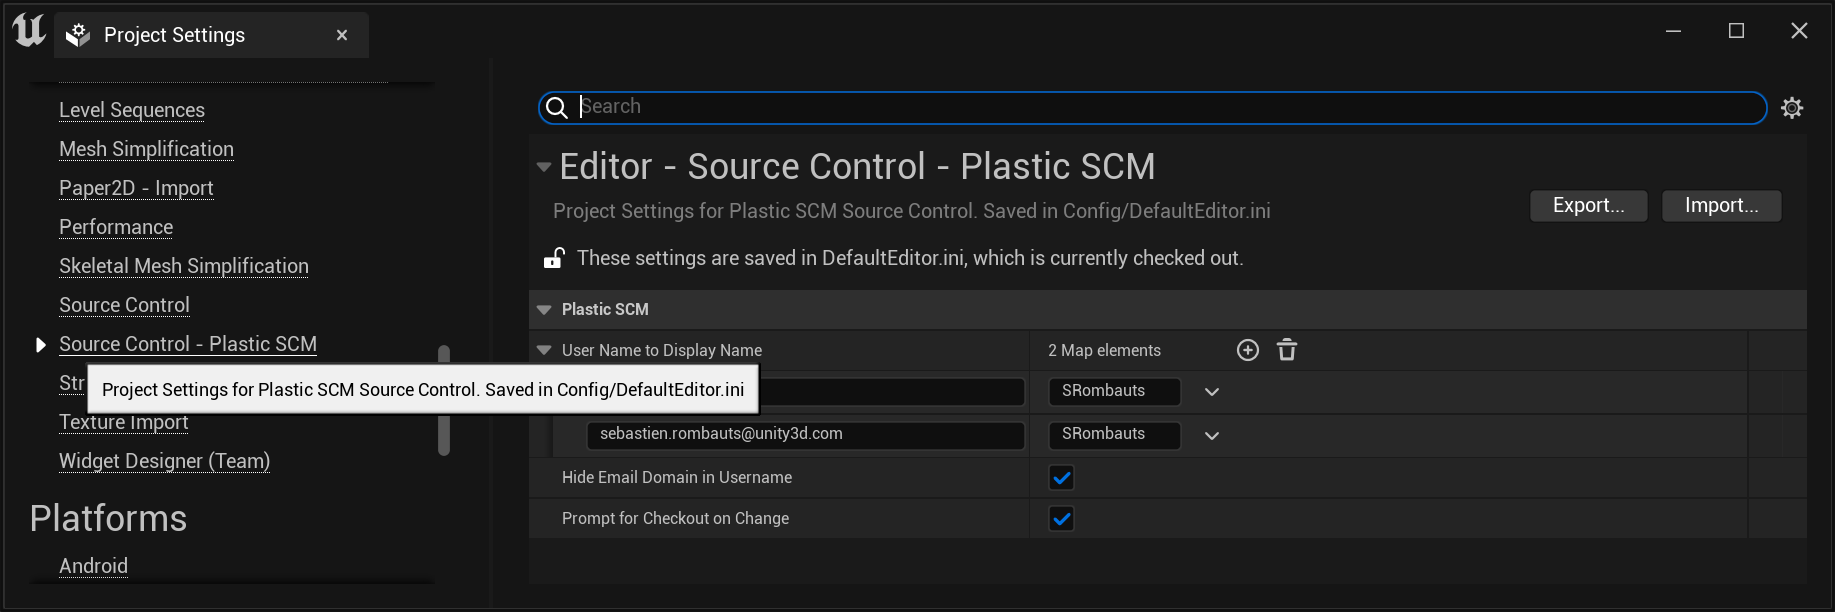 Project Settings
Level Sequences
Mesh Simplification
Paper2D - Import
Performance
Skeletal Mesh Simplification
Source Control
Source Control - Plastic SCM
Str
Project Settings for Plastic SCM Source Control. Saved in Config/DefaultEditor.ini
Texture Import
Widget Designer (Team)
Platforms
Android
Search
Editor - Source Control - Plastic SCM
Project Settings for Plastic SCM Source Control. Saved in Config/DefaultEditor.ini
Export...
Import...
These settings are saved in DefaultEditor.ini, which is currently checked out.
Plastic SCM
User Name to Display Name
2 Map elements
SRombauts
sebastien.rombauts@unity3d.com
SRombauts
Hide Email Domain in Username
Prompt for Checkout on Change